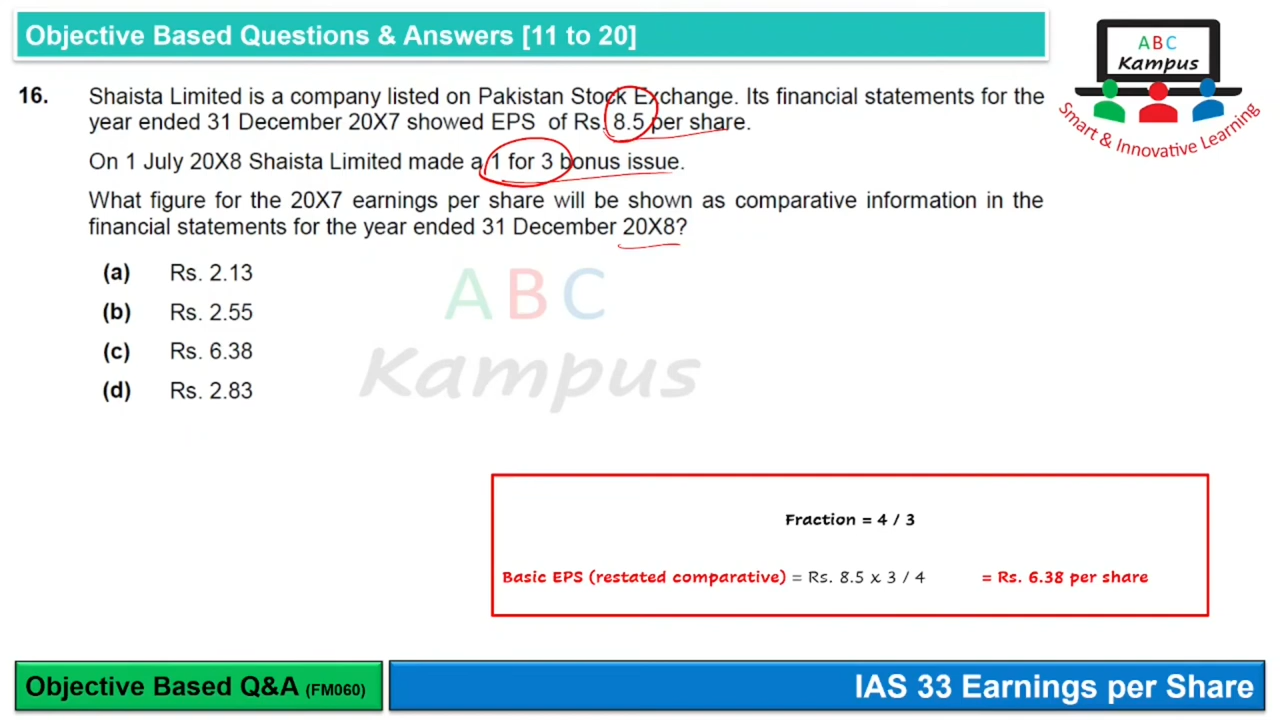 Objective Based Questions & Answers [11 to 20]
ABC
Kampus
Smart & Innovative Learning
16. Shaista Limited is a company listed on Pakistan Stock Exchange. Its financial statements for the
year ended 31 December 20X7 showed EPS of Rs. 8.5 per share.
On 1 July 20X8 Shaista Limited made a 1 for 3 bonus issue.
What figure for the 20X7 earnings per share will be shown as comparative information in the
financial statements for the year ended 31 December 20X8?
(a) Rs. 2.13
(b) Rs. 2.55
(c) Rs. 6.38
(d) Rs. 2.83
ABC
Kampus
Fraction = 4 / 3
Basic EPS (restated comparative) = Rs. 8.5 x 3 / 4 = Rs. 6.38 per share
Objective Based Q&A (FM060)
IAS 33 Earnings per Share